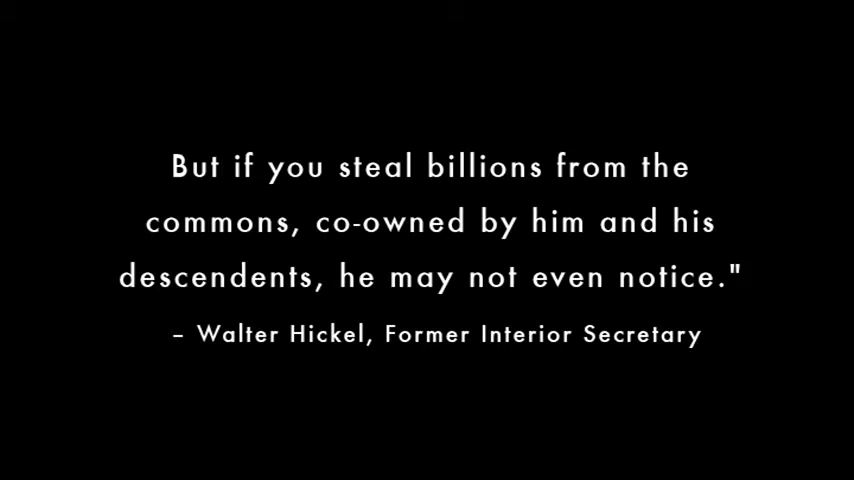 But if you steal billions from the
commons, co-owned by him and his
descendents, he may not even notice."
– Walter Hickel, Former Interior Secretary